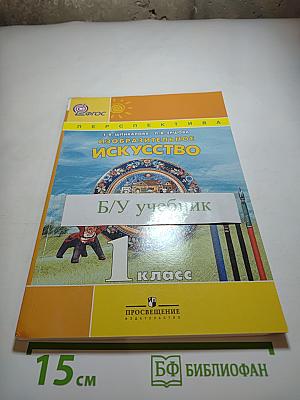 ФГОС
ПЕРСПЕКТИВА
Т.Я. ШПИКАЛОВА • Л.В. ЕРШОВА
ИЗОБРАЗИТЕЛЬНОЕ
ИСКУССТВО
Б/У учебник
1 КЛАСС
ПРОСВЕЩЕНИЕ
ИЗДАТЕЛЬСТВО
15 СМ
БФ БИБЛИОФАН